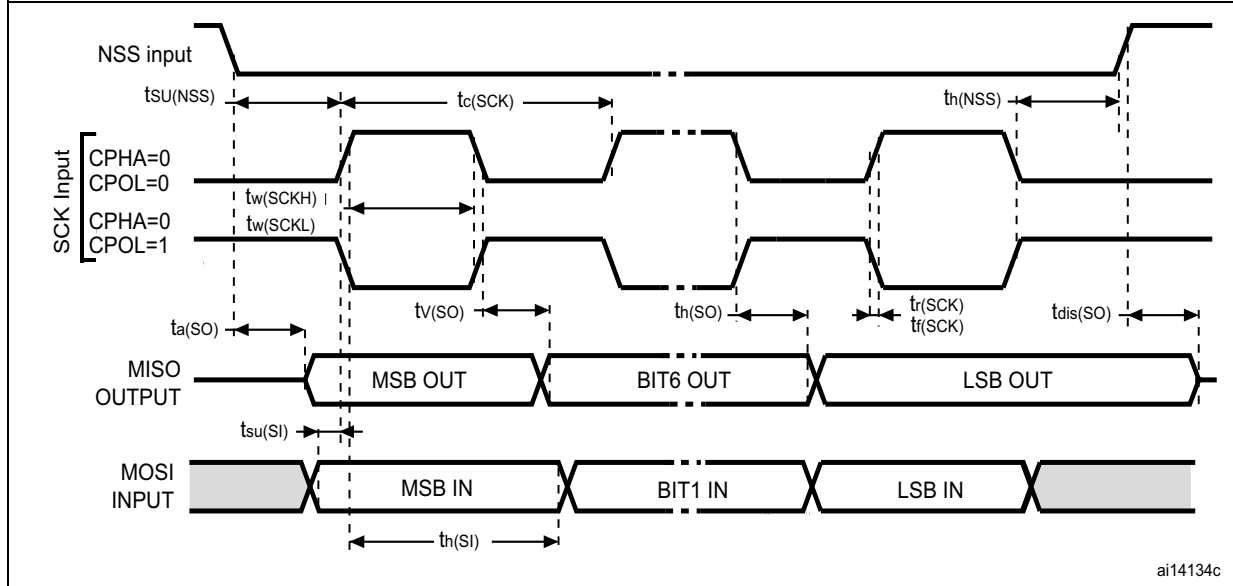 NSS input
tSU(NSS)
tc(SCK)
th(NSS)
SCK Input
CPHA=0
CPOL=0
tw(SCKH)
CPHA=0
tw(SCKL)
CPOL=1
tV(SO)
th(SO)
tr(SCK)
tf(SCK)
tdis(SO)
ta(SO)
MISO
OUTPUT
MSB OUT
BIT6 OUT
LSB OUT
tsu(SI)
MOSI
INPUT
MSB IN
BIT1 IN
LSB IN
th(SI)
ai14134c